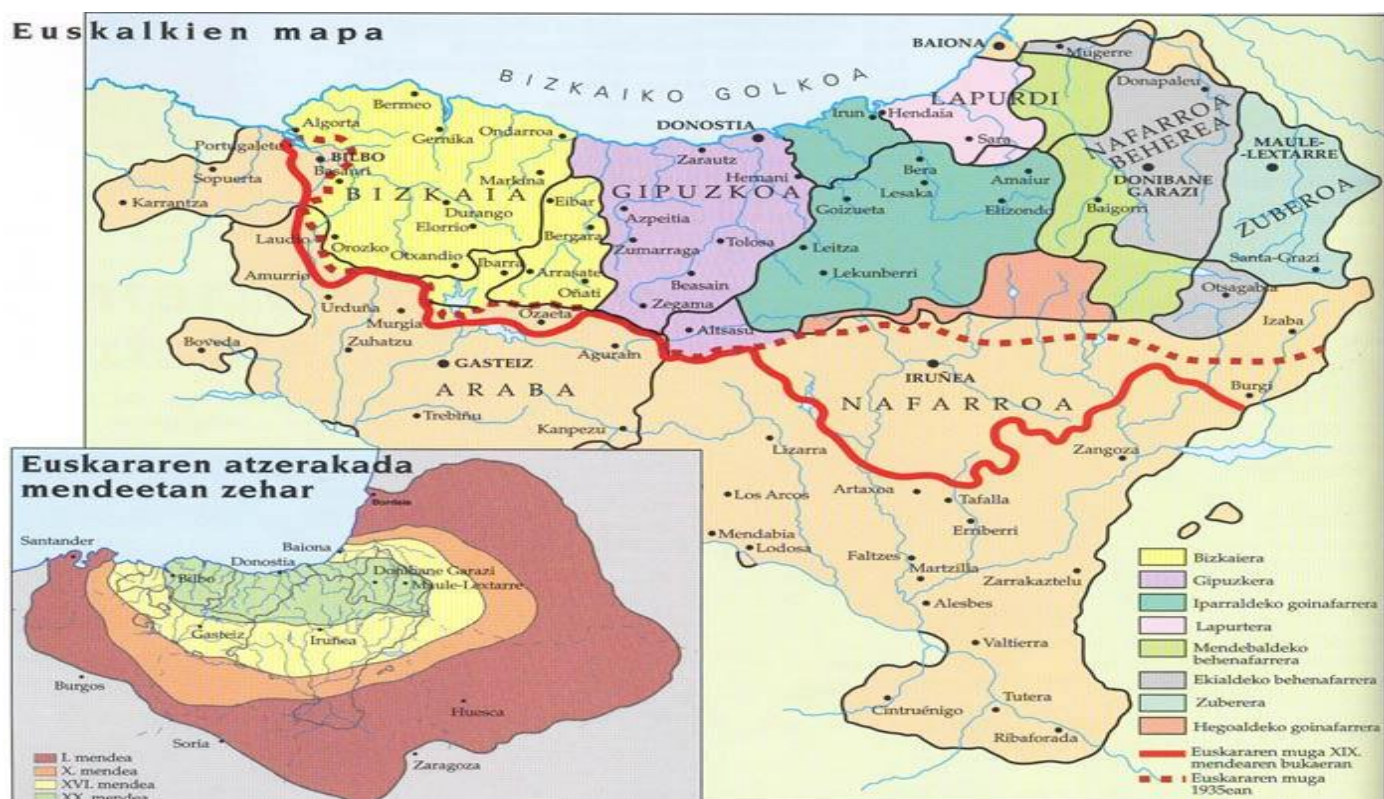 Euskalkien mapa
BIZKAIKO GOLKOA
BAIONA
Mugerre
Donapaleu
LAPURDI
Bermeo
Algorta
Gernika
Ondarroa
DONOSTIA
Irun
Hendaia
NAFARROA
BEHEREA
Portugalete
BILBO
Basauri
Zarautz
Sara
MAULE-
-LEXTARRE
Sopuerta
Markina
Hernani
Bera
BIZKAIA
GIPUZKOA
Lesaka
Amaiur
DONIBANE
GARAZI
Karrantza
Eibar
Goizueta
Elizondo
Baigorri
ZUBEROA
Durango
Azpeitia
Elorrio
Bergara
Laudio
Orozko
Zumarraga
Tolosa
Leitza
Otxandio
Ibarra
Arrasate
Lekunberri
Santa-Grazi
Amurrio
Oñati
Beasain
Otsagabia
Urduña
Zegama
Murgia
Ozaeta
Altsasu
Izaba
Boveda
Zuhatzu
Agurain
GASTEIZ
IRUÑEA
ARABA
NAFARROA
Burgi
Trebiñu
Kanpezu
Lizarra
Zangoza
Los Arcos
Artaxoa
Tafalla
Erriberri
Mendabia
Lodosa
Faltzes
Martzilla
Zarrakaztelu
Alesbes
Valtierra
Cintruénigo
Tutera
Ribaforada
Bizkaiera
Gipuzkera
Iparraldeko goinafarrera
Lapurtera
Mendebaldeko
behenafarrera
Ekialdeko behenafarrera
Zuberera
Hegoaldeko goinafarrera
Euskararen muga XIX.
mendearen bukaeran
Euskararen muga
1935ean
Euskararen atzerakada
mendeetan zehar
Bordele
Santander
Baiona
Donostia
Bilbo
Donibane Garazi
Maule-Lextarre
Gasteiz
Iruñea
Burgos
Huesca
Soria
Zaragoza
I. mendea
X. mendea
XVI. mendea
XX. mendea